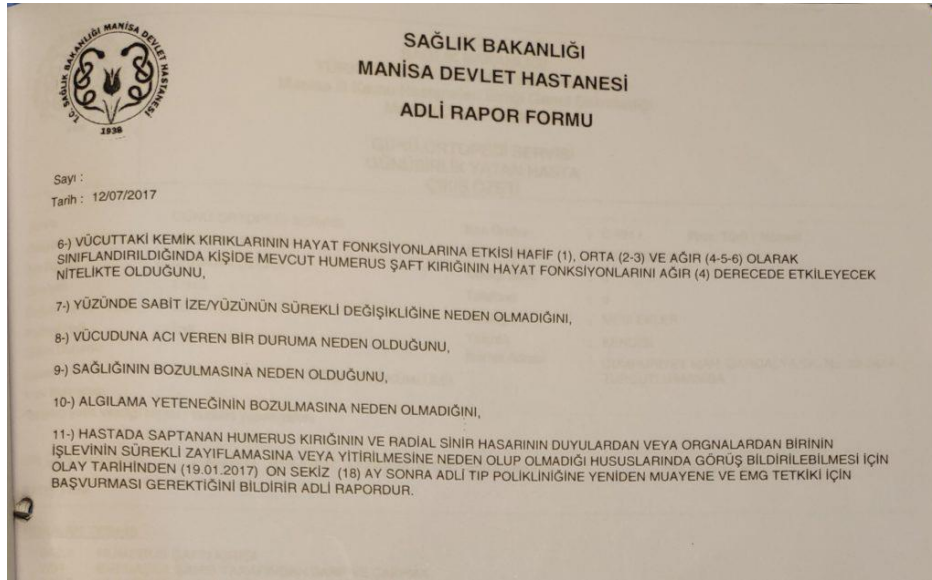 T.C. SAĞLIK BAKANLIĞI MANİSA DEVLET HASTANESİ
1938
SAĞLIK BAKANLIĞI
MANİSA DEVLET HASTANESİ
ADLİ RAPOR FORMU
Sayı :
Tarih : 12/07/2017
6-) VÜCUTTAKİ KEMİK KIRIKLARININ HAYAT FONKSİYONLARINA ETKİSİ HAFİF (1), ORTA (2-3) VE AĞIR (4-5-6) OLARAK
SINIFLANDIRILDIĞINDA KİŞİDE MEVCUT HUMERUS ŞAFT KIRIĞININ HAYAT FONKSİYONLARINI AĞIR (4) DERECEDE ETKİLEYECEK
NİTELİKTE OLDUĞUNU,
7-) YÜZÜNDE SABİT İZE/YÜZÜNÜN SÜREKLİ DEĞİŞİKLİĞİNE NEDEN OLMADIĞINI,
8-) VÜCUDUNA ACI VEREN BİR DURUMA NEDEN OLDUĞUNU,
9-) SAĞLIĞININ BOZULMASINA NEDEN OLDUĞUNU,
10-) ALGILAMA YETENEĞİNİN BOZULMASINA NEDEN OLMADIĞINI,
11-) HASTADA SAPTANAN HUMERUS KIRIĞININ VE RADİAL SİNİR HASARININ DUYULARDAN VEYA ORGNALARDAN BİRİNİN
İŞLEVİNİN SÜREKLİ ZAYIFLAMASINA VEYA YİTİRİLMESİNE NEDEN OLUP OLMADIĞI HUSUSLARINDA GÖRÜŞ BİLDİRİLEBİLMESİ İÇİN
OLAY TARİHİNDEN (19.01.2017) ON SEKİZ (18) AY SONRA ADLİ TIP POLİKLİNİĞİNE YENİDEN MUAYENE VE EMG TETKİKİ İÇİN
BAŞVURMASI GEREKTİĞİNİ BİLDİRİR ADLİ RAPORDUR.